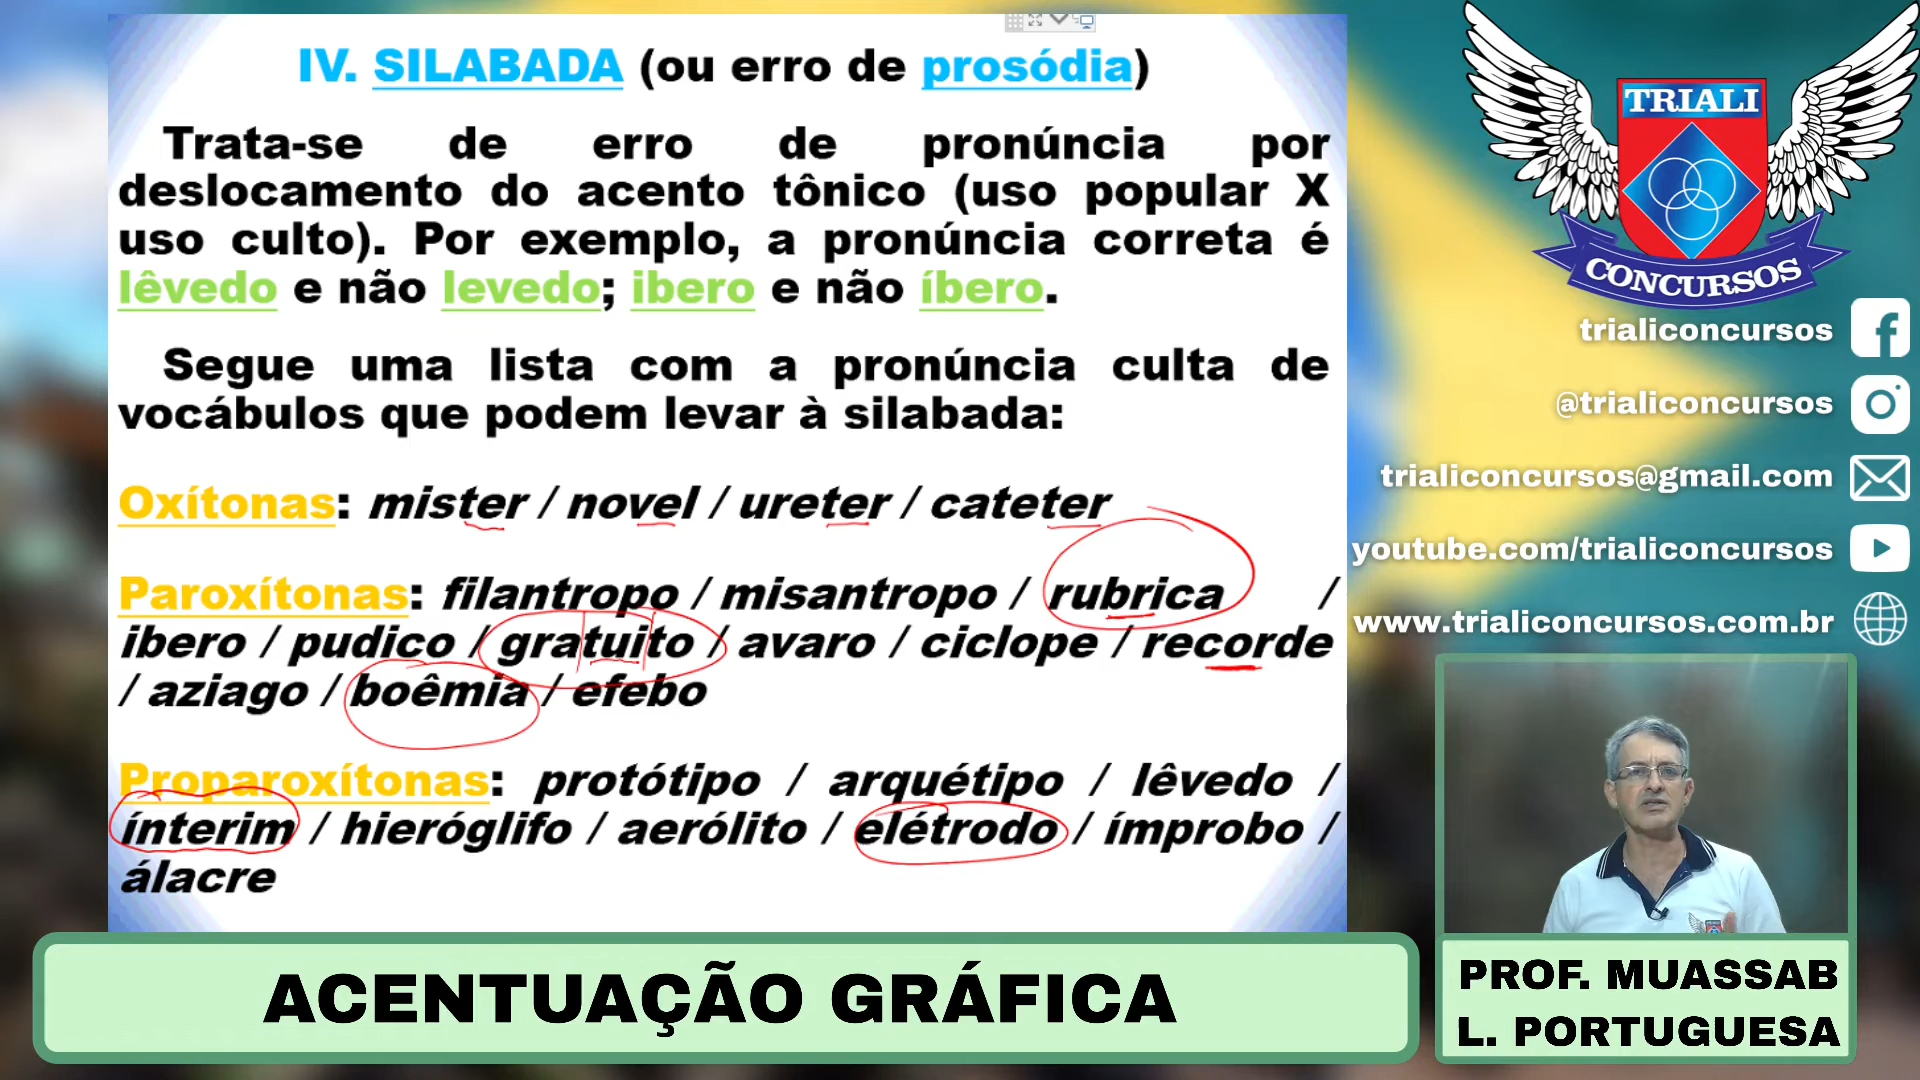 IV. SILABADA (ou erro de prosódia)
Trata-se de erro de pronúncia por
deslocamento do acento tônico (uso popular X
uso culto). Por exemplo, a pronúncia correta é
lêvedo e não levedo; ibero e não íbero.
Segue uma lista com a pronúncia culta de
vocábulos que podem levar à silabada:
Oxítonas: mister / novel / ureter / cateter
Paroxítonas: filantropo / misantropo / rubrica /
ibero / pudico / gratuito / avaro / ciclope / recorde
/ aziago / boêmia / efebo
Proparoxítonas: protótipo / arquétipo / lêvedo /
ínterim / hieróglifo / aerólito / elétrodo / ímprobo /
álacre
TRIALI
CONCURSOS
trialiconcursos
@trialiconcursos
trialiconcursos@gmail.com
youtube.com/trialiconcursos
www.trialiconcursos.com.br
ACENTUAÇÃO GRÁFICA
PROF. MUASSAB
L. PORTUGUESA